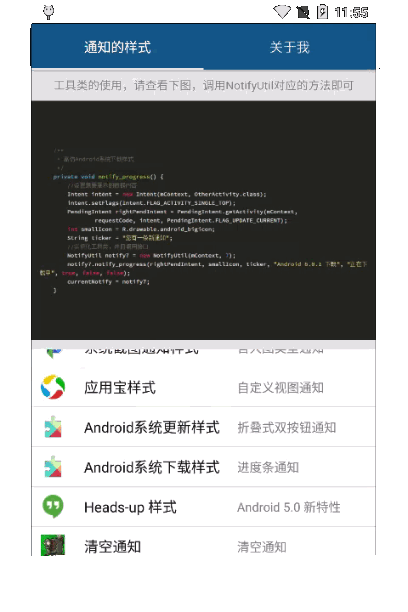 11:55
通知的样式 关于我
工具类的使用，请查看下图，调用NotifyUtil对应的方法即可
/**
* 高仿Android系统下载样式
*/
private void notify_progress() {
//设置想要展示的数据内容
Intent intent = new Intent(mContext, OtherActivity.class);
intent.setFlags(Intent.FLAG_ACTIVITY_SINGLE_TOP);
PendingIntent rightPendIntent = PendingIntent.getActivity(mContext,
requestCode, intent, PendingIntent.FLAG_UPDATE_CURRENT);
int smallIcon = R.drawable.android_bigicon;
String ticker = "您有一条新通知";
//实例化工具类，并且调用接口
NotifyUtil notify7 = new NotifyUtil(mContext, 7);
notify7.notify_progress(rightPendIntent, smallIcon, ticker, "Android 6.0.1 下载", "正在下
载中", true, false, false);
currentNotify = notify7;
}
系统截图通知样式
应用宝样式 自定义视图通知
Android系统更新样式 折叠式双按钮通知
Android系统下载样式 进度条通知
Heads-up 样式 Android 5.0 新特性
清空通知 清空通知